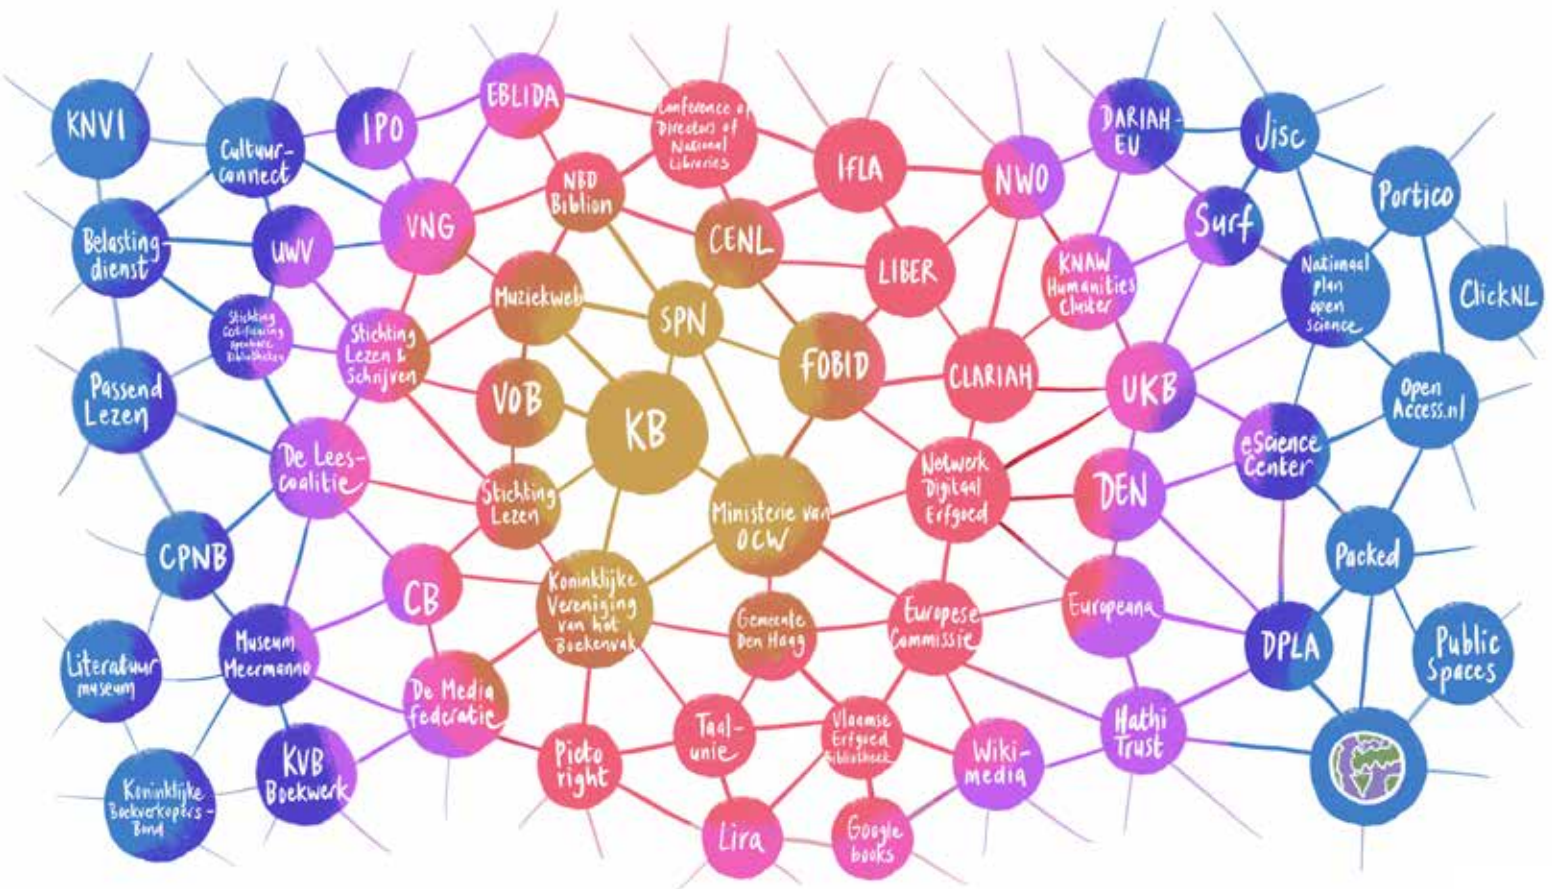 KNVI
Cultuur-
connect
IPO
EBLIDA
Conference of
Directors of
National
Libraries
IFLA
NWO
DARIAH-
EU
Jisc
Portico
Belasting
dienst
UWV
VNG
NBD
Biblion
CENL
LIBER
KNAW
Humanities
Cluster
Surf
Nationaal
plan
open
science
ClickNL
Stichting
Certificering
openbare
Bibliotheken
Stichting
Lezen &
Schrijven
Muziekweb
SPN
FOBID
CLARIAH
UKB
Open
Access.nl
Passend
Lezen
De Lees-
coalitie
VOB
KB
Stichting
Lezen
Ministerie van
OCW
Netwerk
Digitaal
Erfgoed
DEN
eScience
Center
Packed
CPNB
CB
Koninklijke
Vereniging
van het
Boekenvak
Gemeente
Den Haag
Europese
Commissie
Europeana
DPLA
Public
Spaces
Literatuur
museum
Museum
Meermanno
De Media
federatie
Picto
right
Taal-
unie
Vlaamse
Erfgoed
Bibliotheek
Wiki-
media
Hathi
Trust
Koninklijke
Boekverkopers-
Bond
KVB
Boekwerk
Lira
Google
books